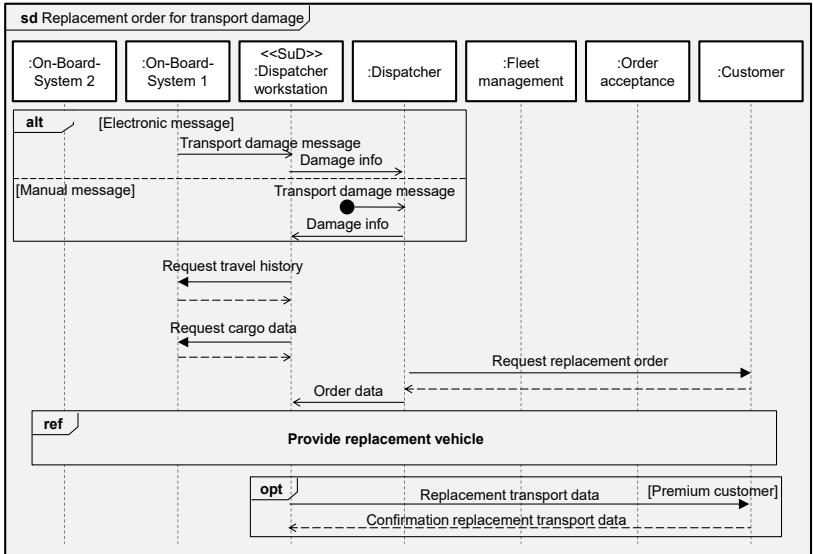 sd Replacement order for transport damage
:On-Board-
System 2
:On-Board-
System 1
<<SuD>>
:Dispatcher
workstation
:Dispatcher
:Fleet
management
:Order
acceptance
:Customer
alt
[Electronic message]
Transport damage message
Damage info
[Manual message]
Transport damage message
Damage info
Request travel history
Request cargo data
Request replacement order
Order data
ref
Provide replacement vehicle
opt
Replacement transport data
[Premium customer]
Confirmation replacement transport data